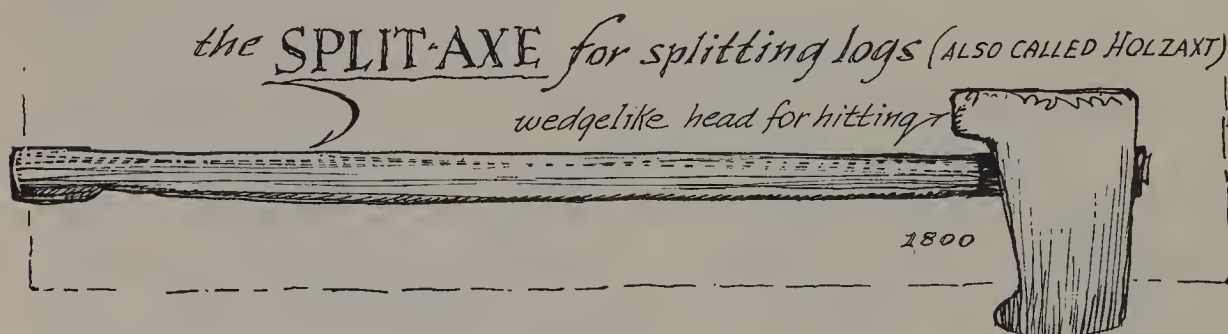 the SPLIT-AXE for splitting logs (ALSO CALLED HOLZAXT)
wedgelike head for hitting
1800